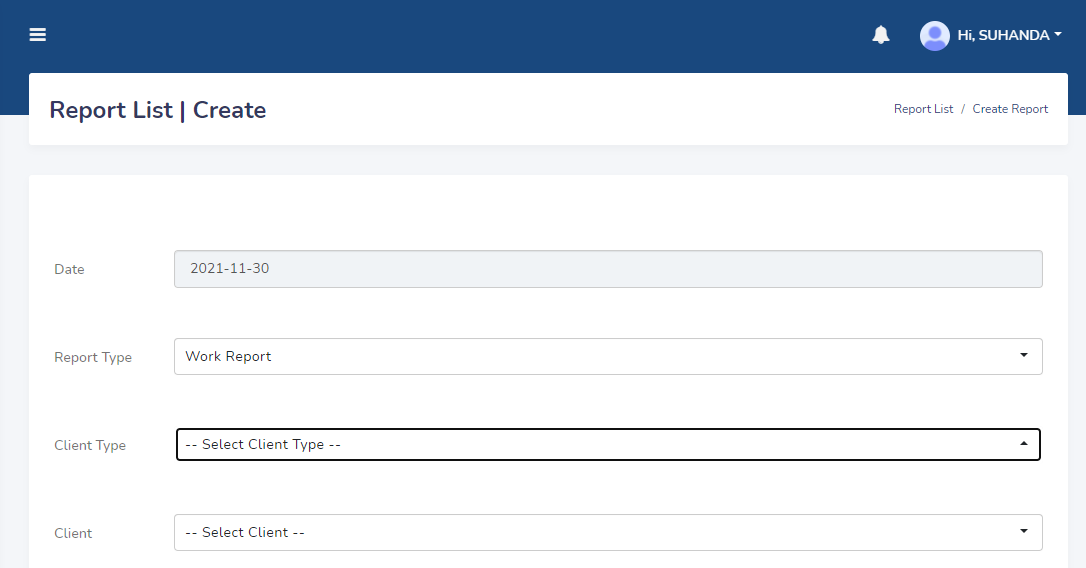 Hi, SUHANDA
Report List | Create
Report List / Create Report
Date
2021-11-30
Report Type
Work Report
Client Type
-- Select Client Type --
Client
-- Select Client --